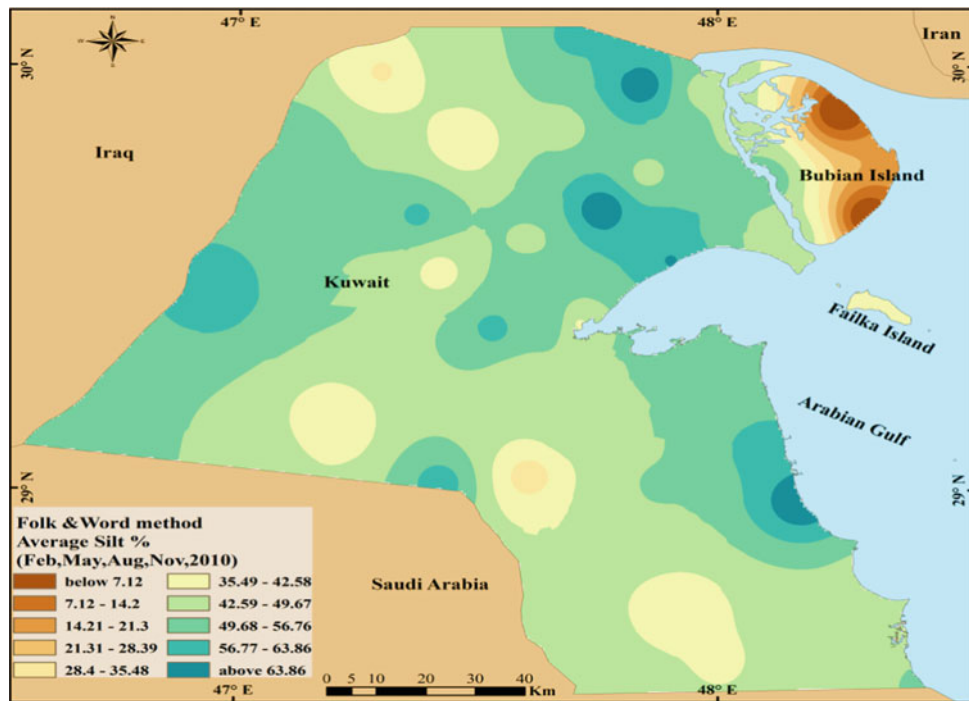 47° E
48° E
Iran
30° N
30° N
Iraq
Bubian Island
Kuwait
Failka Island
Arabian Gulf
29° N
29° N
Folk &Word method
Average Silt %
(Feb,May,Aug,Nov,2010)
below 7.12
35.49 - 42.58
7.12 - 14.2
42.59 - 49.67
14.21 - 21.3
49.68 - 56.76
21.31 - 28.39
56.77 - 63.86
28.4 - 35.48
above 63.86
Saudi Arabia
0 5 10 20 30 40
Km
47° E
48° E